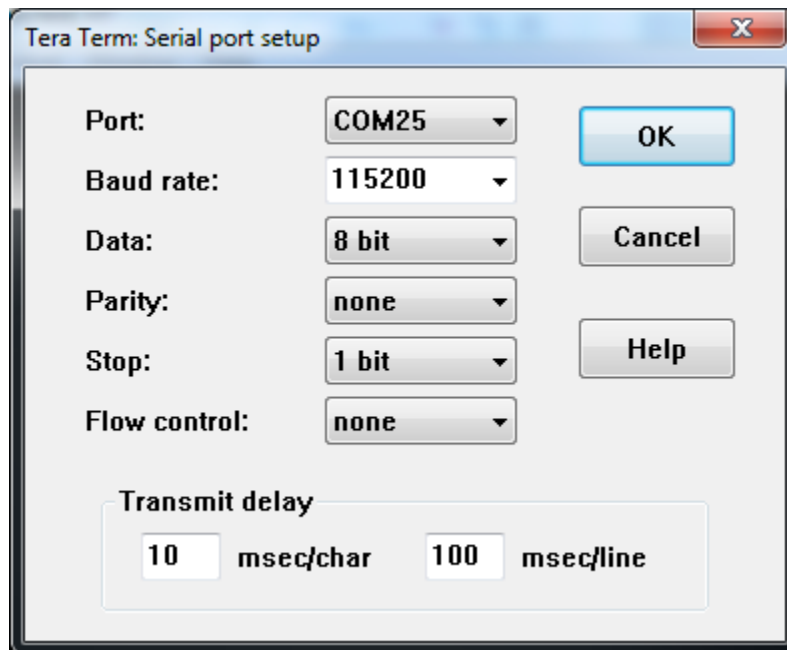 Tera Term: Serial port setup
Port: COM25
OK
Baud rate: 115200
Data: 8 bit
Cancel
Parity: none
Stop: 1 bit
Help
Flow control: none
Transmit delay
10 msec/char 100 msec/line